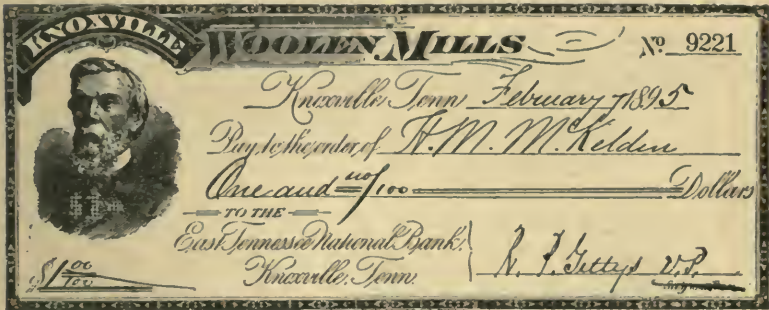 KNOXVILLE WOOLEN MILLS Nº 9221
Knoxville, Tenn February 7 1895
Pay to the order of H. M. McKelden
One and no/100 Dollars
TO THE
East Tennessee National Bank,
Knoxville, Tenn.
Gettys V.P.
$1 00/100